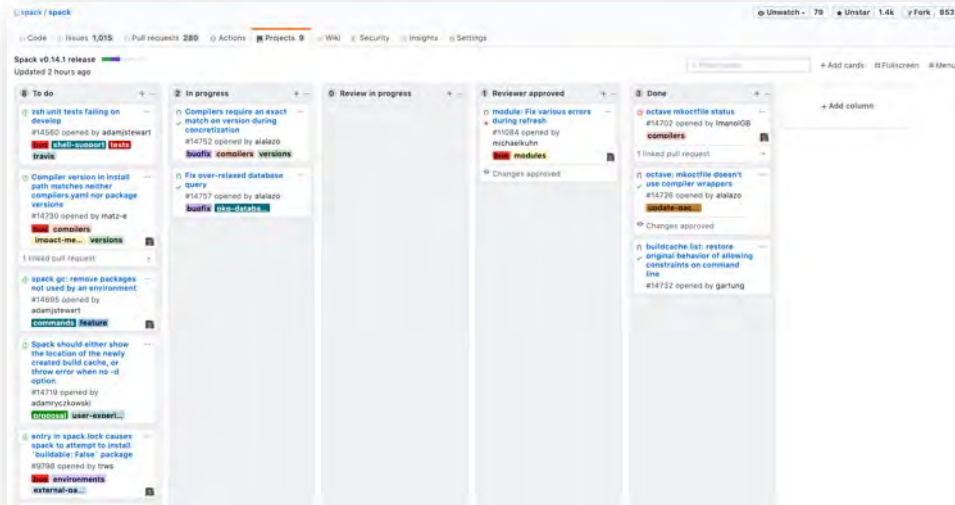 spack / spack
Unwatch 79 Unstar 1.4k Fork 853
Code Issues 1,015 Pull requests 280 Actions Projects 9 Wiki Security Insights Settings
Spack v0.14.1 release
Updated 2 hours ago
+ Add cards Fullscreen Menu
To do
zsh unit tests failing on
develop
#14560 opened by adamjstewart
bug shell-support tests
travis
Compiler version in install
path matches neither
compilers.yaml nor package
versions
#14730 opened by matz-e
bug compilers
impact-me... versions
1 linked pull request
spack gc: remove packages
not used by an environment
#14695 opened by
adamjstewart
commands feature
Spack should either show
the location of the newly
created build cache, or
throw error when no -d
option
#14719 opened by
adamryczkowski
proposal user-experi...
entry in spack.lock causes
spack to attempt to install
`buildable: False` package
#9798 opened by trws
bug environments
external-pa...
2 In progress
Compilers require an exact
match on version during
concretization
#14752 opened by alalazo
bugfix compilers versions
Fix over-relaxed database
query
#14757 opened by alalazo
bugfix pkg-databa...
0 Review in progress
1 Reviewer approved
module: Fix various errors
during refresh
#11084 opened by
michaelkuhn
bug modules
Changes approved
3 Done
octave mkoctfile status
#14702 opened by ImanolGB
compilers
1 linked pull request
octave: mkoctfile doesn't
use compiler wrappers
#14726 opened by alalazo
update-pac...
Changes approved
buildcache list: restore
original behavior of allowing
constraints on command
line
#14732 opened by gartung
+ Add column